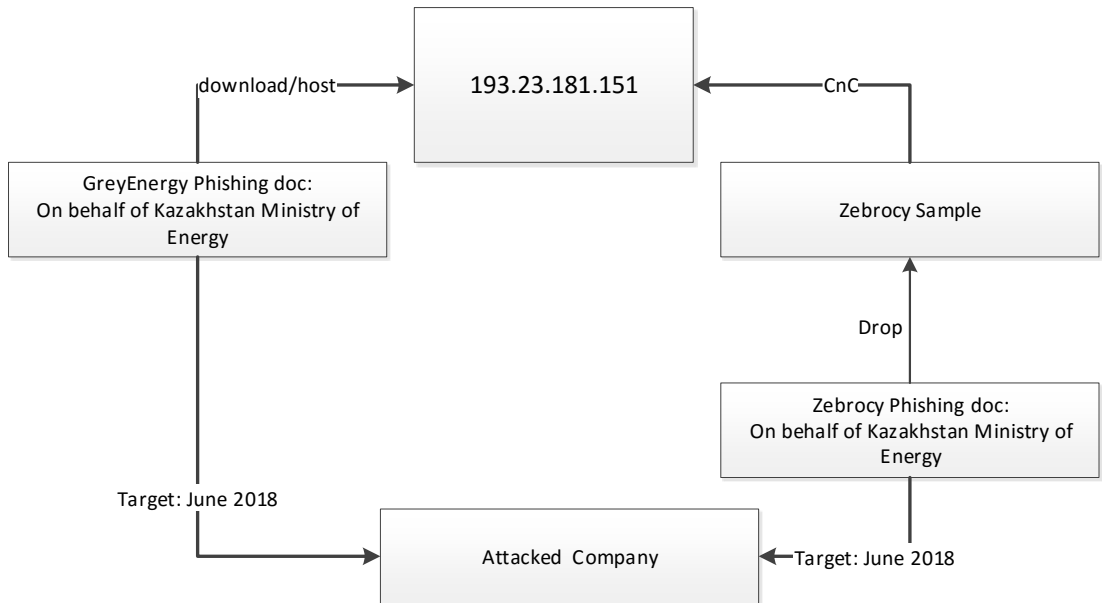 193.23.181.151
download/host
CnC
GreyEnergy Phishing doc:
On behalf of Kazakhstan Ministry of
Energy
Zebrocy Sample
Drop
Zebrocy Phishing doc:
On behalf of Kazakhstan Ministry of
Energy
Target: June 2018
Attacked Company
Target: June 2018